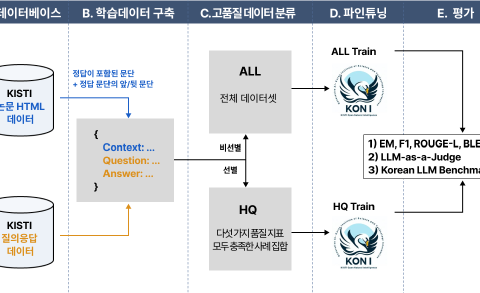 데이터베이스
B. 학습데이터 구축
C.고품질 데이터 분류
D. 파인튜닝
E. 평가
KISTI
논문 HTML
데이터
정답이 포함된 문단
+ 정답 문단의 앞/뒷 문단
{
Context: ...
Question: ...
Answer: ...
}
KISTI
질의응답
데이터
ALL
전체 데이터셋
비선별
선별
HQ
다섯 가지 품질 지표
모두 충족한 사례 집합
ALL Train
KON I
HQ Train
KON I
1) EM, F1, ROUGE-L, BLE
2) LLM-as-a-Judge
3) Korean LLM Benchma